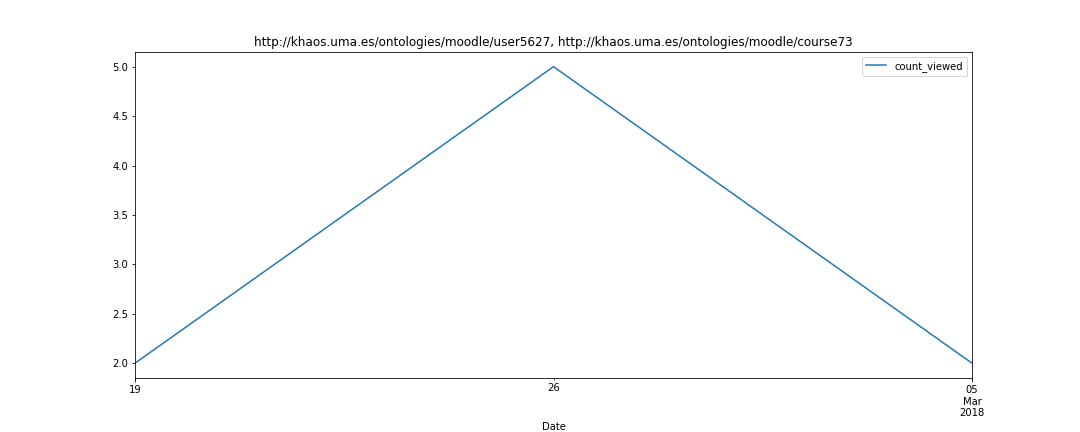 http://khaos.uma.es/ontologies/moodle/user5627, http://khaos.uma.es/ontologies/moodle/course73
count_viewed
5.0
4.5
4.0
3.5
3.0
2.5
2.0
19
26
05
Mar
2018
Date